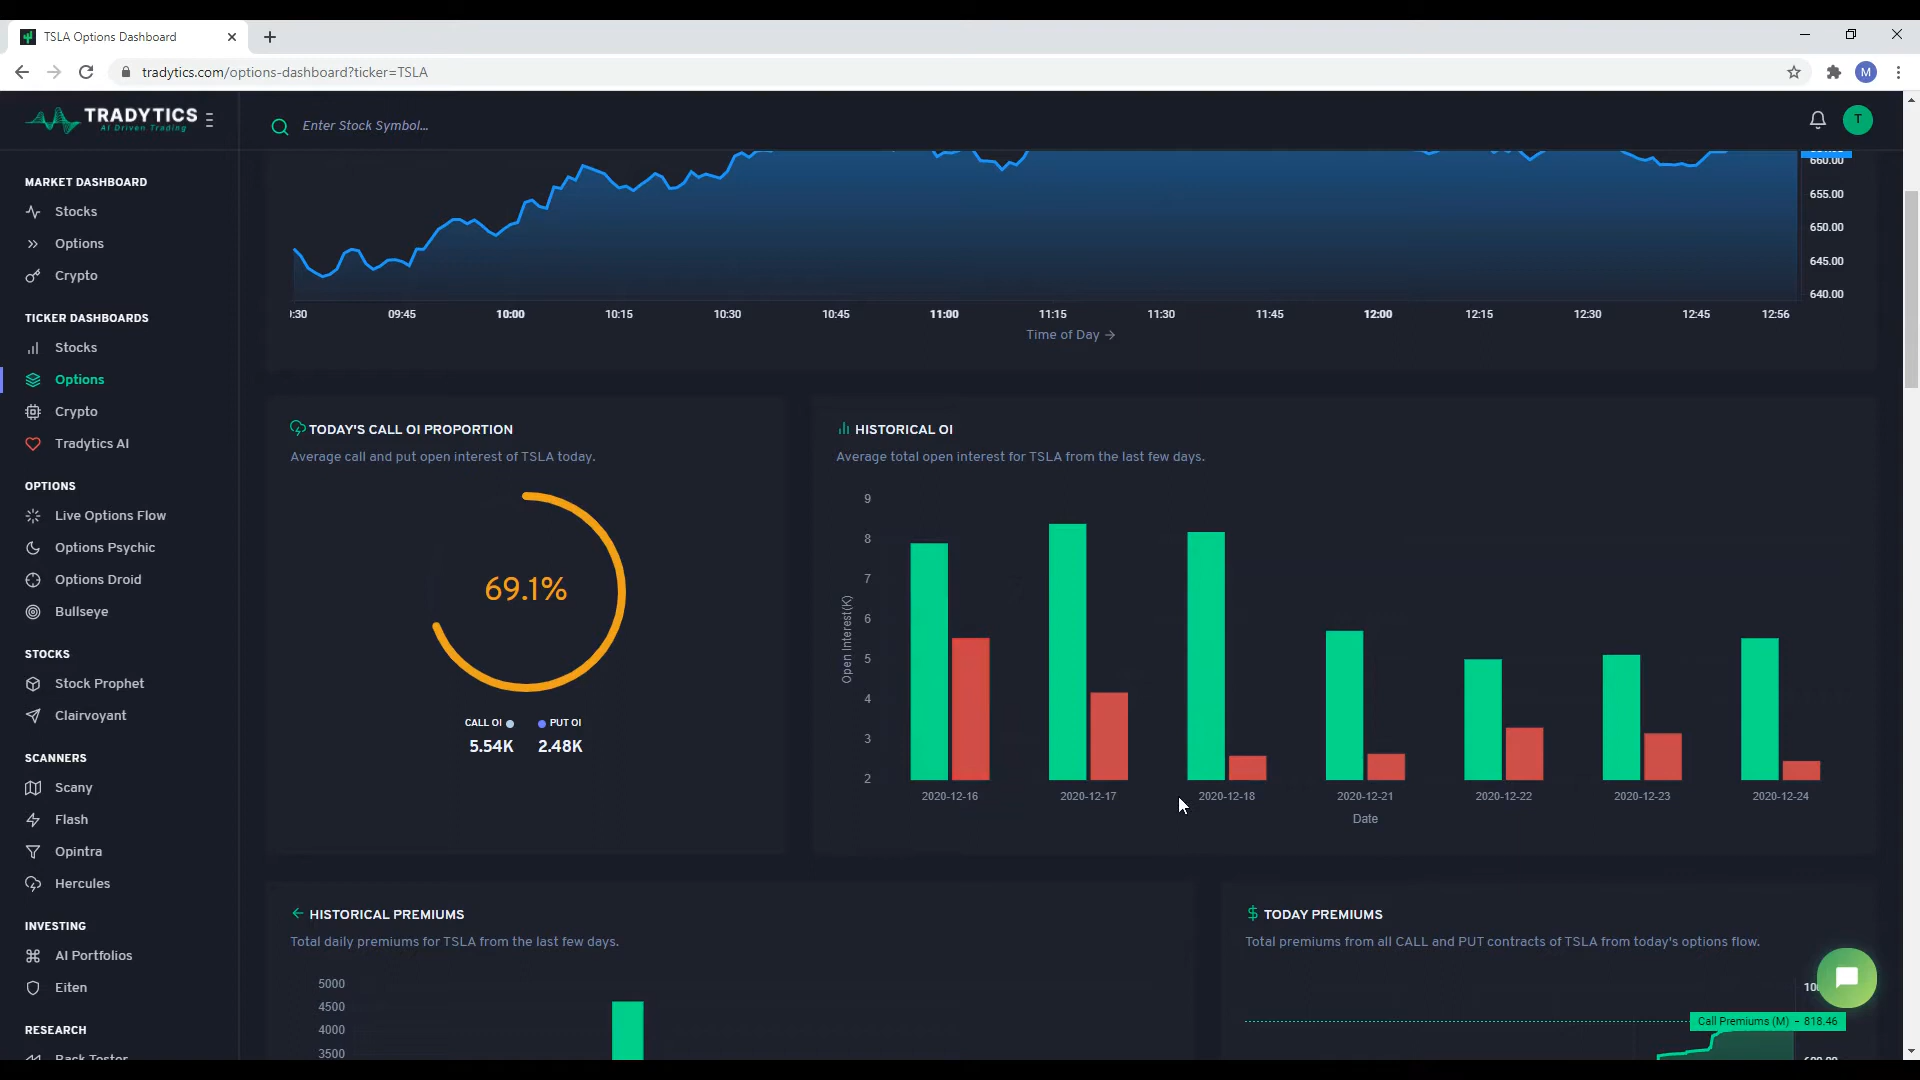 TSLA Options Dashboard
tradytics.com/options-dashboard?ticker=TSLA
M
TRADYTICS
AI Driven Trading
Enter Stock Symbol...
T
MARKET DASHBOARD
Stocks
Options
Crypto
TICKER DASHBOARDS
Stocks
Options
Crypto
Tradytics AI
OPTIONS
Live Options Flow
Options Psychic
Options Droid
Bullseye
STOCKS
Stock Prophet
Clairvoyant
SCANNERS
Scany
Flash
Opintra
Hercules
INVESTING
AI Portfolios
Eiten
RESEARCH
Back Tester
660.00
655.00
650.00
645.00
640.00
:30 09:45 10:00 10:15 10:30 10:45 11:00 11:15 11:30 11:45 12:00 12:15 12:30 12:45 12:56
Time of Day →
TODAY'S CALL OI PROPORTION
Average call and put open interest of TSLA today.
69.1%
CALL OI PUT OI
5.54K 2.48K
HISTORICAL OI
Average total open interest for TSLA from the last few days.
9
8
7
6
5
4
3
2
Open Interest(K)
2020-12-16 2020-12-17 2020-12-18 2020-12-21 2020-12-22 2020-12-23 2020-12-24
Date
HISTORICAL PREMIUMS
Total daily premiums for TSLA from the last few days.
5000
4500
4000
3500
TODAY PREMIUMS
Total premiums from all CALL and PUT contracts of TSLA from today's options flow.
Call Premiums (M) - 818.46